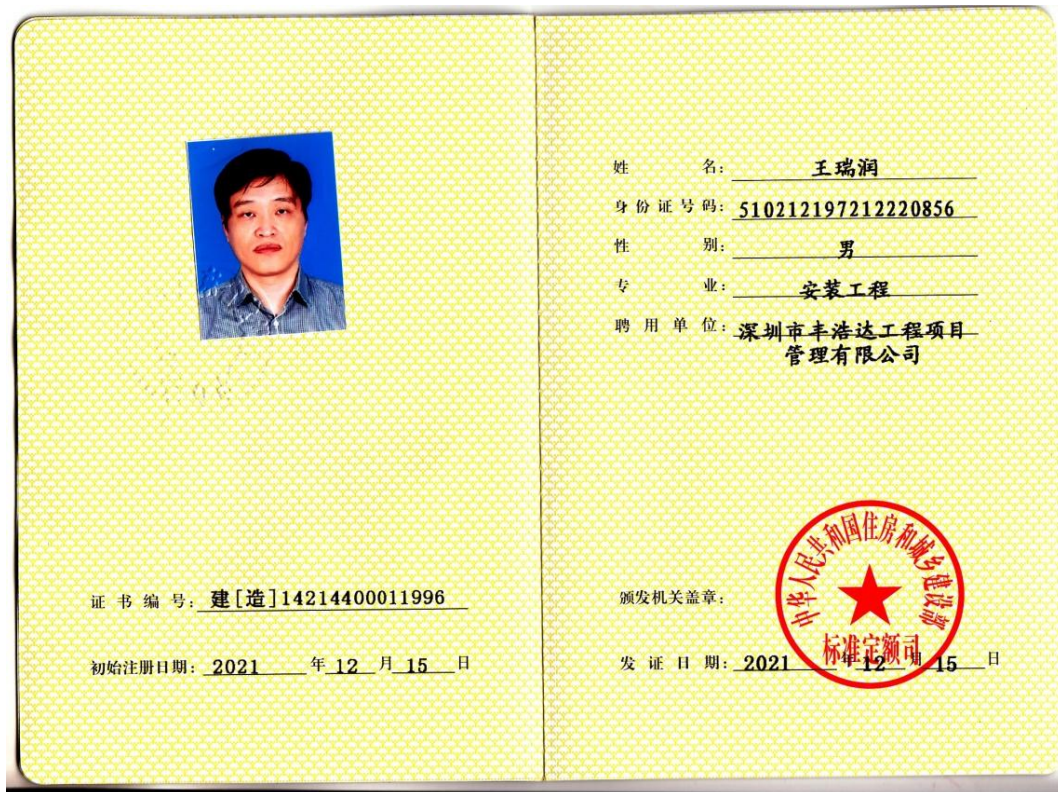 姓 名：王瑞润
身份证号码：510212197212220856
性 别：男
专 业：安装工程
聘用单位：深圳市丰浩达工程项目
管理有限公司
证书编号：建[造]14214400011996
初始注册日期：2021 年 12 月 15 日
颁发机关盖章：
中华人民共和国住房和城乡建设部
标准定额司
发证日期：2021 年 12 月 15 日